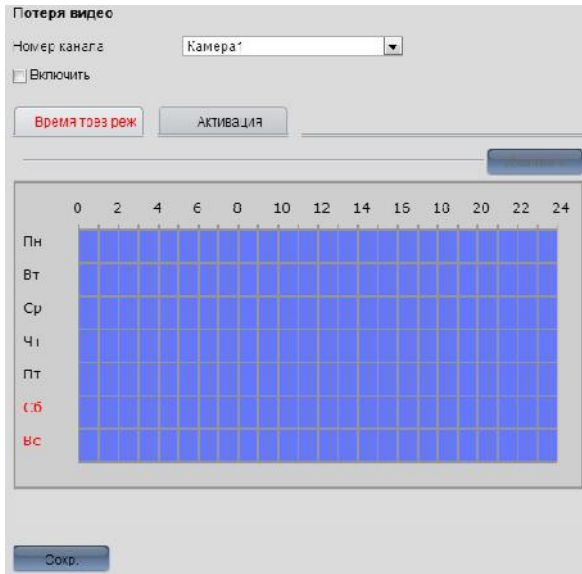 Потеря видео
Номер канала Камера1
Включить
Время трев реж Активация
0 2 4 6 8 10 12 14 16 18 20 22 24
Пн
Вт
Ср
Чт
Пт
Сб
Вс
Сохр.